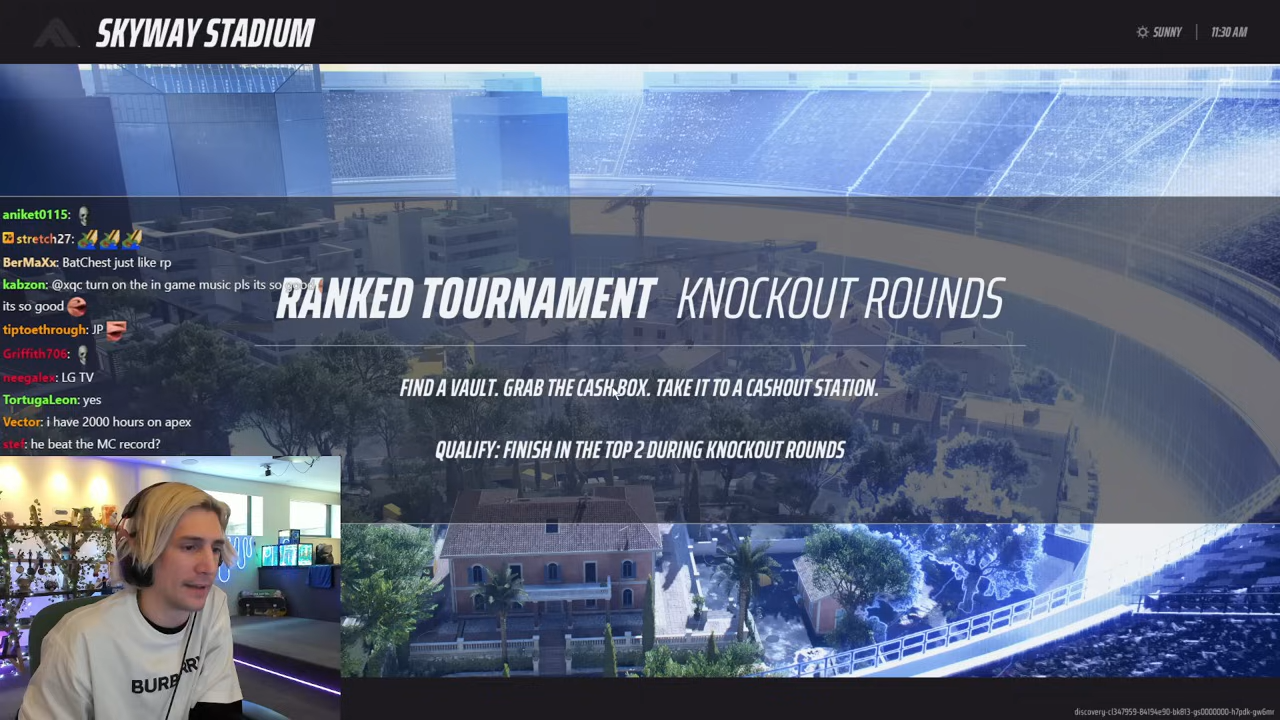 SKYWAY STADIUM
SUNNY
11:30 AM
aniket0115:
stretch27:
BerMaXx: BatChest just like rp
kabzon: @xqc turn on the in game music pls its so good
its so good
tiptoethrough: JP
Griffith706:
neegalex: LG TV
TortugaLeon: yes
Vector: i have 2000 hours on apex
stef: he beat the MC record?
RANKED TOURNAMENT KNOCKOUT ROUNDS
FIND A VAULT. GRAB THE CASH BOX. TAKE IT TO A CASHOUT STATION.
QUALIFY: FINISH IN THE TOP 2 DURING KNOCKOUT ROUNDS